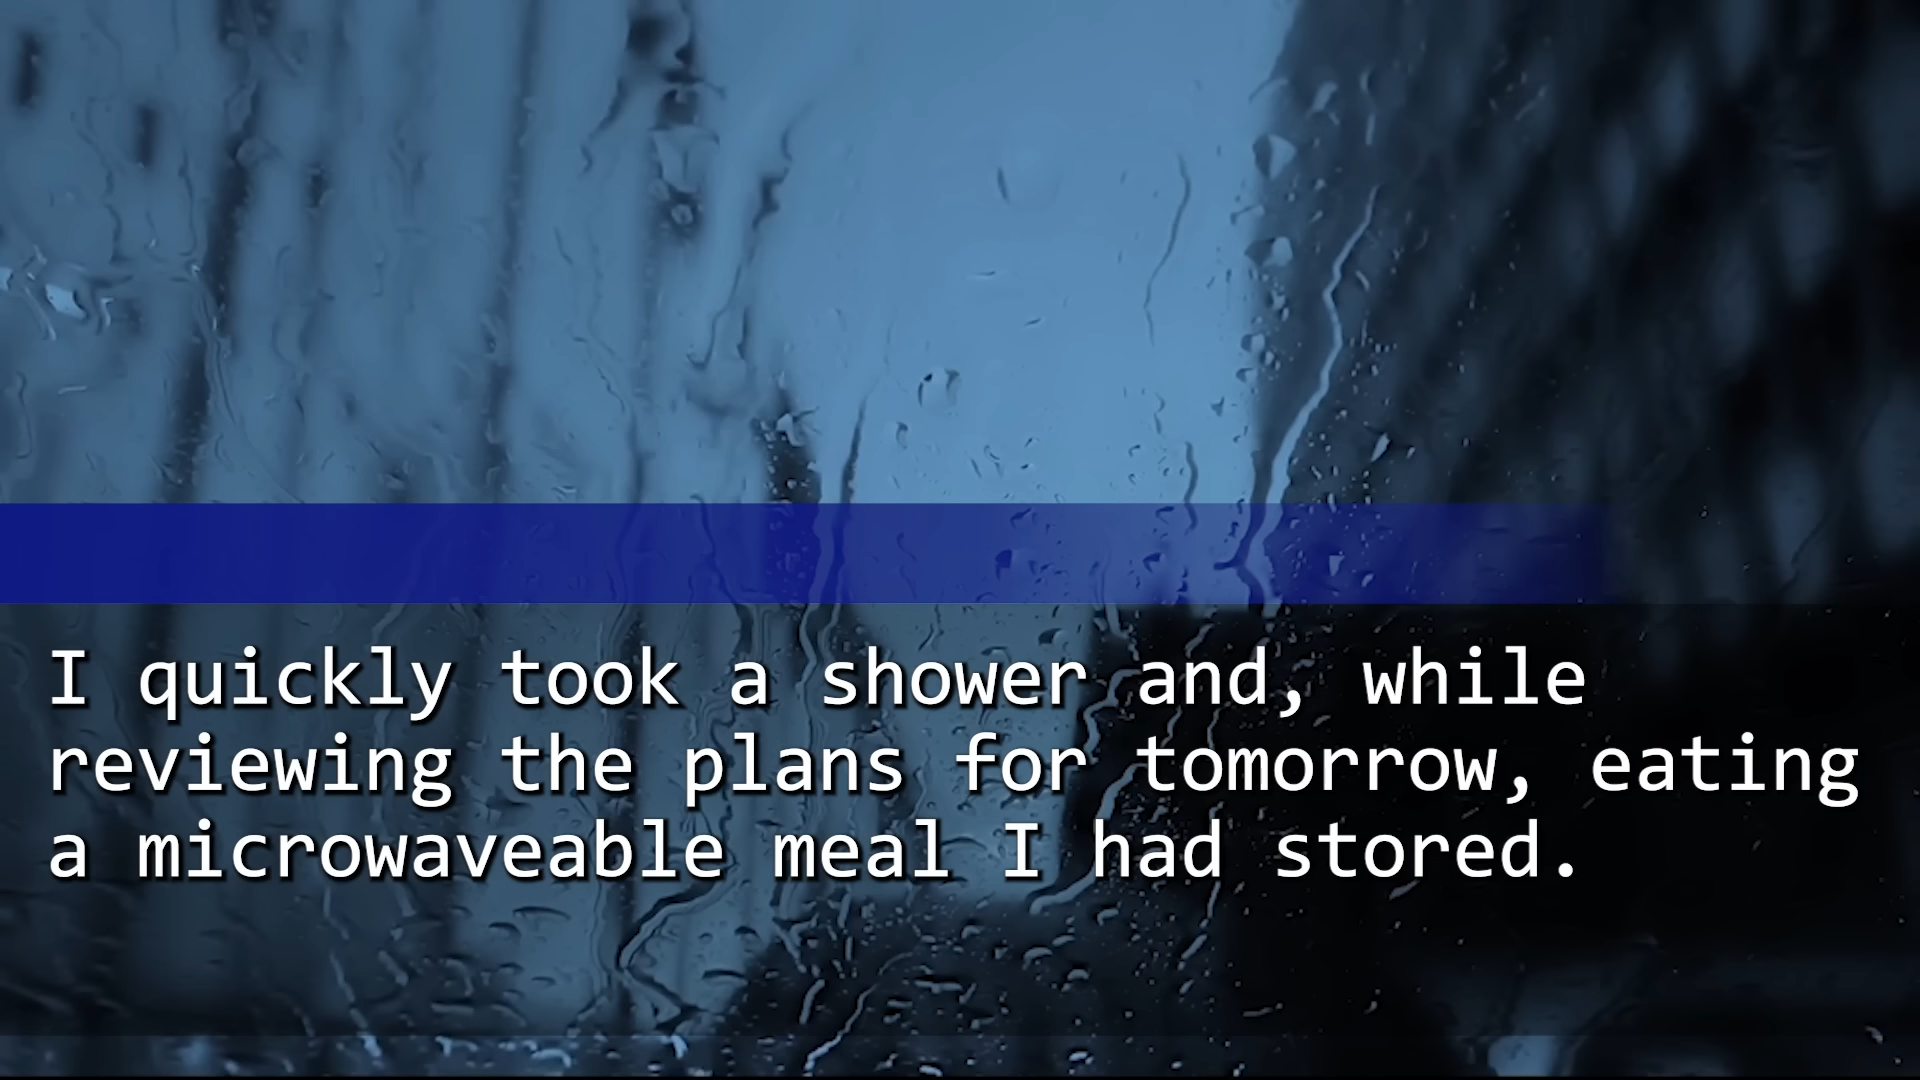 I quickly took a shower and, while
reviewing the plans for tomorrow, eating
a microwaveable meal I had stored.